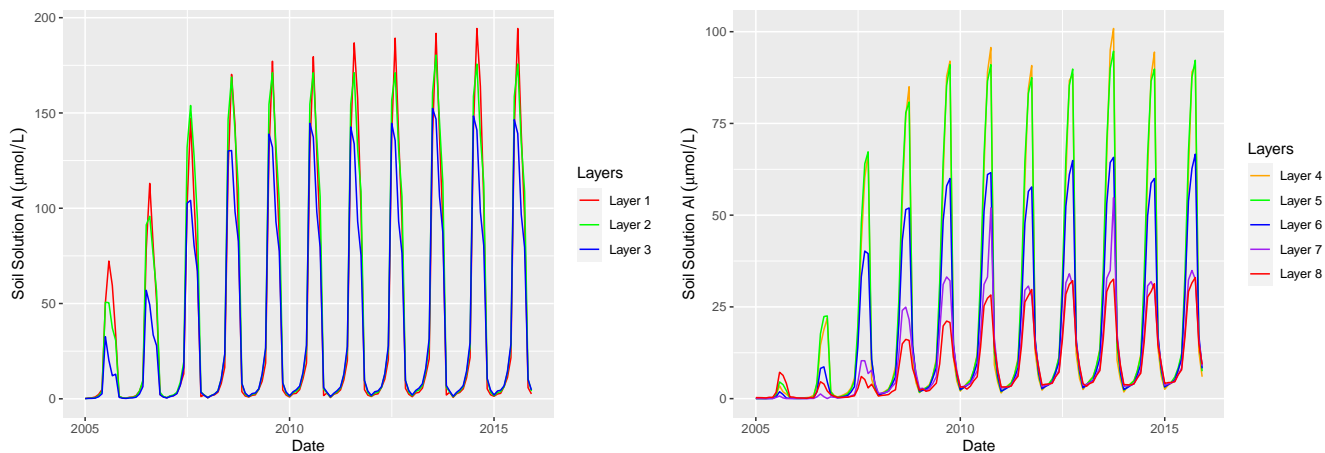 200
150
100
50
0
Soil Solution Al (μmol/L)
2005
2010
2015
Date
Layers
Layer 1
Layer 2
Layer 3
100
75
50
25
0
Soil Solution Al (μmol/L)
2005
2010
2015
Date
Layers
Layer 4
Layer 5
Layer 6
Layer 7
Layer 8